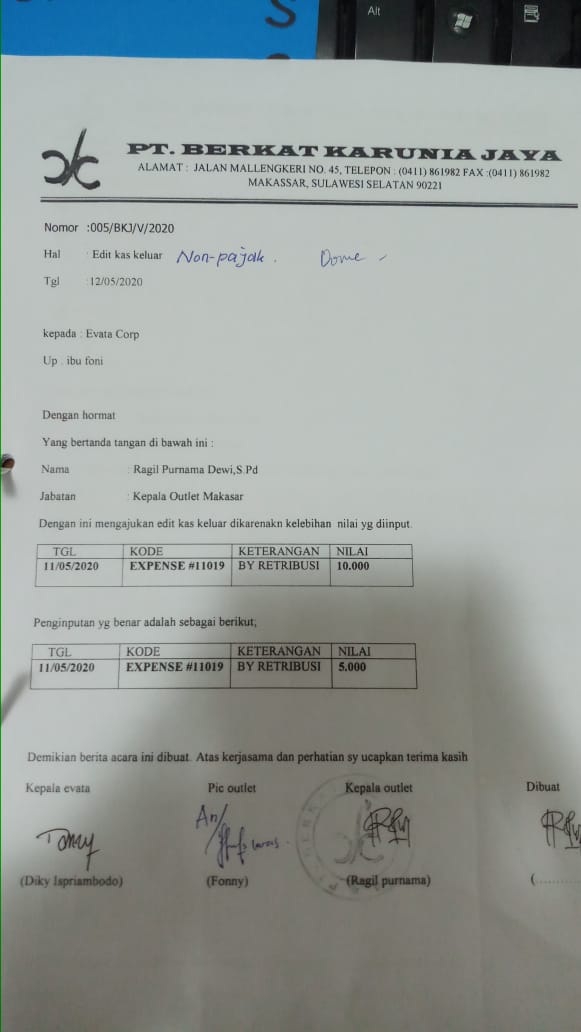 S
Alt
PT. BERKAT KARUNIA JAYA
ALAMAT : JALAN MALLENGKERI NO. 45, TELEPON : (0411) 861982 FAX :(0411) 861982
MAKASSAR, SULAWESI SELATAN 90221
Nomor :005/BKJ/V/2020
Hal : Edit kas keluar Non-pajak. Dome
Tgl :12/05/2020
kepada : Evata Corp
Up : ibu foni
Dengan hormat
Yang bertanda tangan di bawah ini :
Nama : Ragil Purnama Dewi,S.Pd
Jabatan : Kepala Outlet Makasar
Dengan ini mengajukan edit kas keluar dikarenakn kelebihan nilai yg diinput.
TGL KODE KETERANGAN NILAI
11/05/2020 EXPENSE #11019 BY RETRIBUSI 10.000
Penginputan yg benar adalah sebagai berikut;
TGL KODE KETERANGAN NILAI
11/05/2020 EXPENSE #11019 BY RETRIBUSI 5.000
Demikian berita acara ini dibuat. Atas kerjasama dan perhatian sy ucapkan terima kasih
Kepala evata Pic outlet Kepala outlet Dibuat
An/
(Diky Ispriambodo) (Fonny) (Ragil purnama) (.........